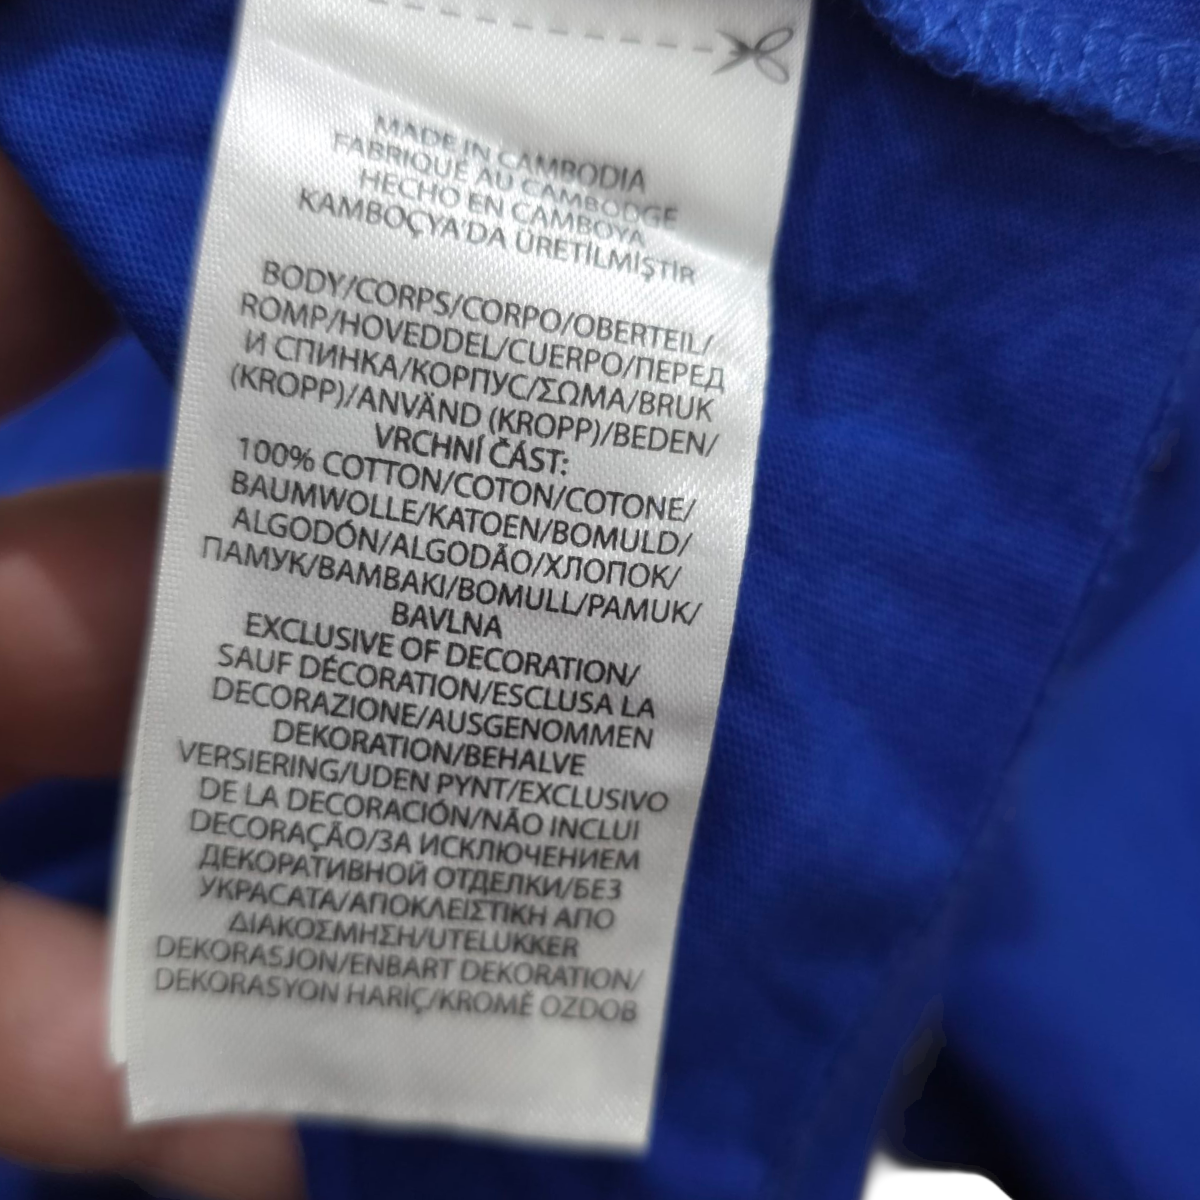 MADE IN CAMBODIA
FABRIQUÉ AU CAMBODGE
HECHO EN CAMBOYA
KAMBOÇYA'DA ÜRETİLMİŞTİR
BODY/CORPS/CORPO/OBERTEIL/
ROMP/HOVEDDEL/CUERPO/ПЕРЕД
И СПИНКА/КОРПУС/ΣΩΜΑ/BRUK
(KROPP)/ANVÄND (KROPP)/BEDEN/
VRCHNÍ ČÁST:
100% COTTON/COTON/COTONE/
BAUMWOLLE/KATOEN/BOMULD/
ALGODÓN/ALGODÃO/ХЛОПОК/
ПАМУК/BAMBAKI/BOMULL/PAMUK/
BAVLNA
EXCLUSIVE OF DECORATION/
SAUF DÉCORATION/ESCLUSA LA
DECORAZIONE/AUSGENOMMEN
DEKORATION/BEHALVE
VERSIERING/UDEN PYNT/EXCLUSIVO
DE LA DECORACIÓN/NÃO INCLUI
DECORAÇÃO/ЗА ИСКЛЮЧЕНИЕМ
ДЕКОРАТИВНОЙ ОТДЕЛКИ/БЕЗ
УКРАСАТА/ΑΠΟΚΛΕΙΣΤΙΚΗ ΑΠΟ
ΔΙΑΚΟΣΜΗΣΗ/UTELUKKER
DEKORASJON/ENBART DEKORATION/
DEKORASYON HARİÇ/KROMĚ OZDOB